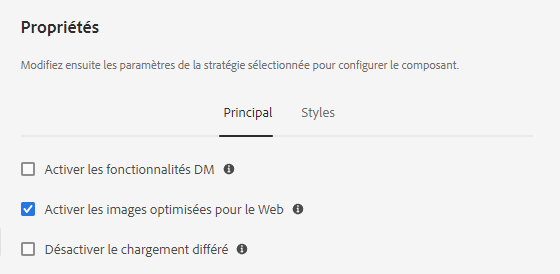 Propriétés
Modifiez ensuite les paramètres de la stratégie sélectionnée pour configurer le composant.
Principal Styles
Activer les fonctionnalités DM
Activer les images optimisées pour le Web
Désactiver le chargement différé